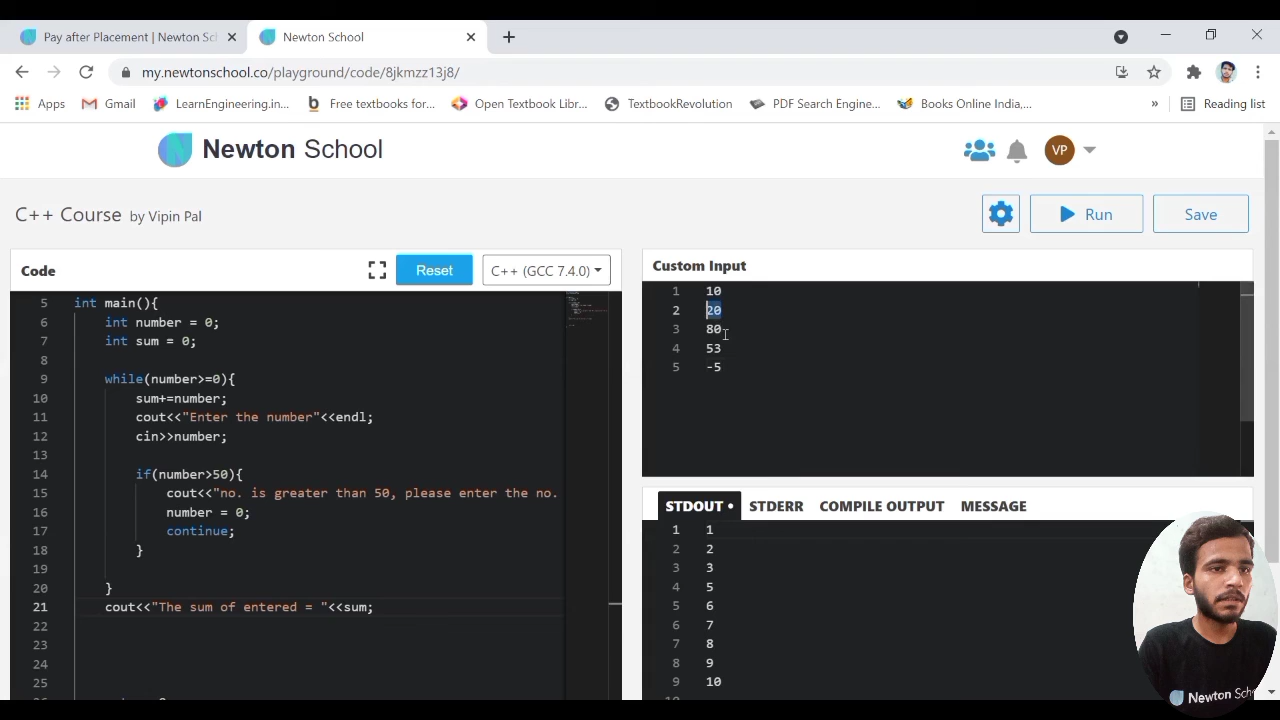 Pay after Placement | Newton Sc
Newton School
my.newtonschool.co/playground/code/8jkmzz13j8/
Apps
Gmail
LearnEngineering.in...
Free textbooks for...
Open Textbook Libr...
TextbookRevolution
PDF Search Engine...
Books Online India,...
»
Reading list
Newton School
VP
C++ Course by Vipin Pal
Run
Save
Code
Reset
C++ (GCC 7.4.0)
5 int main(){
6 int number = 0;
7 int sum = 0;
8
9 while(number>=0){
10 sum+=number;
11 cout<<"Enter the number"<<endl;
12 cin>>number;
13
14 if(number>50){
15 cout<<"no. is greater than 50, please enter the no.
16 number = 0;
17 continue;
18 }
19
20 }
21 cout<<"The sum of entered = "<<sum;
22
23
24
25
Custom Input
1 10
2 20
3 80
4 53
5 -5
STDOUT •
STDERR
COMPILE OUTPUT
MESSAGE
1 1
2 2
3 3
4 5
5 6
6 7
7 8
8 9
9 10
Newton Sch